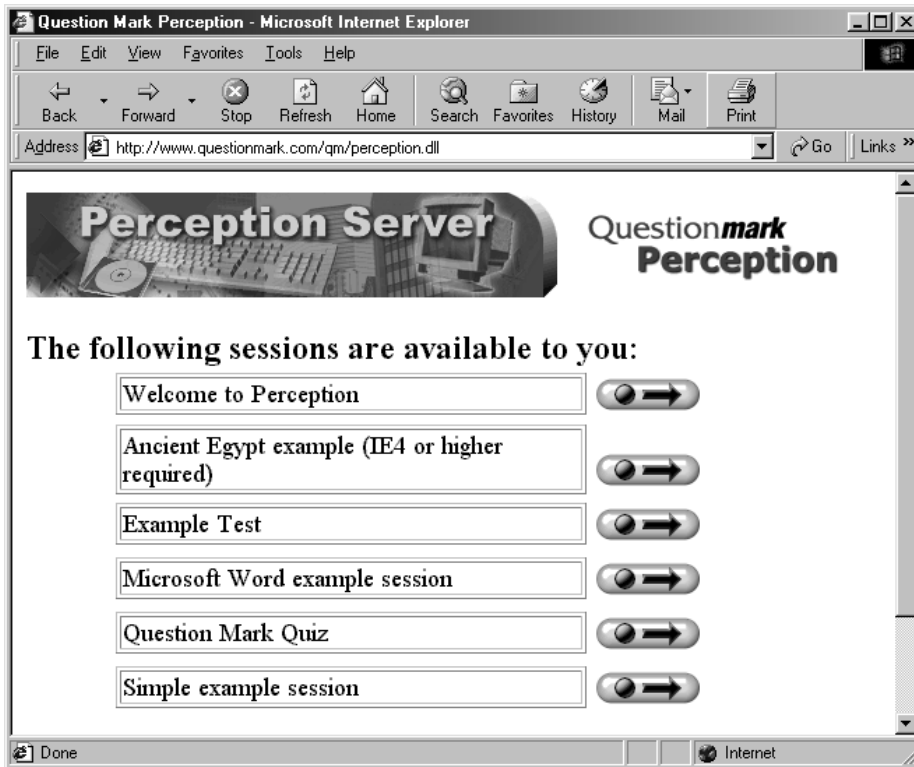 Question Mark Perception - Microsoft Internet Explorer
File Edit View Favorites Tools Help
Back Forward Stop Refresh Home Search Favorites History Mail Print
Address http://www.questionmark.com/qm/perception.dll Go Links »
Perception Server
Questionmark
Perception
The following sessions are available to you:
Welcome to Perception
Ancient Egypt example (IE4 or higher
required)
Example Test
Microsoft Word example session
Question Mark Quiz
Simple example session
Done Internet